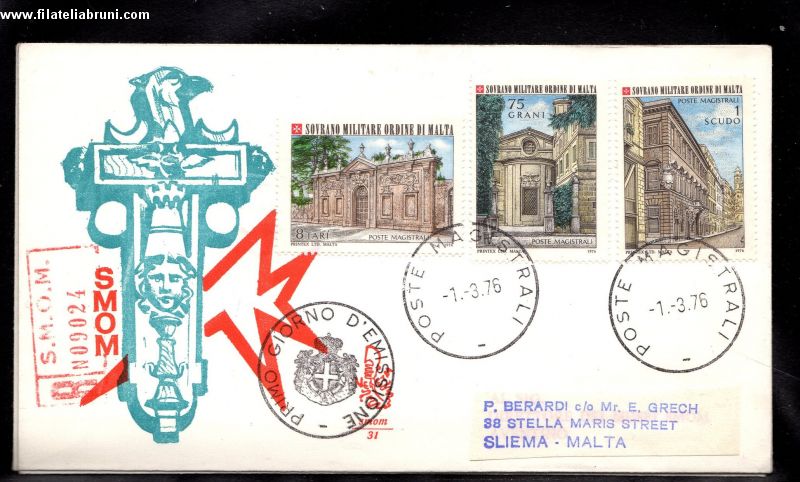 www.filateliabruni.com
SOVRANO MILITARE ORDINE DI MALTA
8 TARI
POSTE MAGISTRALI
PRINTEX LTD. MALTA
1976
SOVRANO MILITARE ORDINE DI MALTA
75
GRANI
POSTE MAGISTRALI
PRINTEX LTD. MALTA
1976
SOVRANO MILITARE ORDINE DI MALTA
POSTE MAGISTRALI
1
SCUDO
1976
S.M.O.M.
R N09024
SMOM
POSTE MAGISTRALI
-1.-3.76
POSTE MAGISTRALI
-1.-3.76
PRIMO GIORNO D'EMISSIONE
smom
31
P. BERARDI c/o Mr. E. GRECH
38 STELLA MARIS STREET
SLIEMA - MALTA